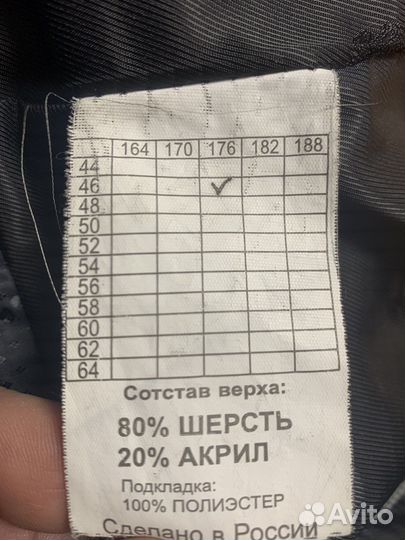 164 170 176 182 188
44
46 ✓
48
50
52
54
56
58
60
62
64
Сотстав верха:
80% ШЕРСТЬ
20% АКРИЛ
Подкладка:
100% ПОЛИЭСТЕР
Сделано в России
Avito